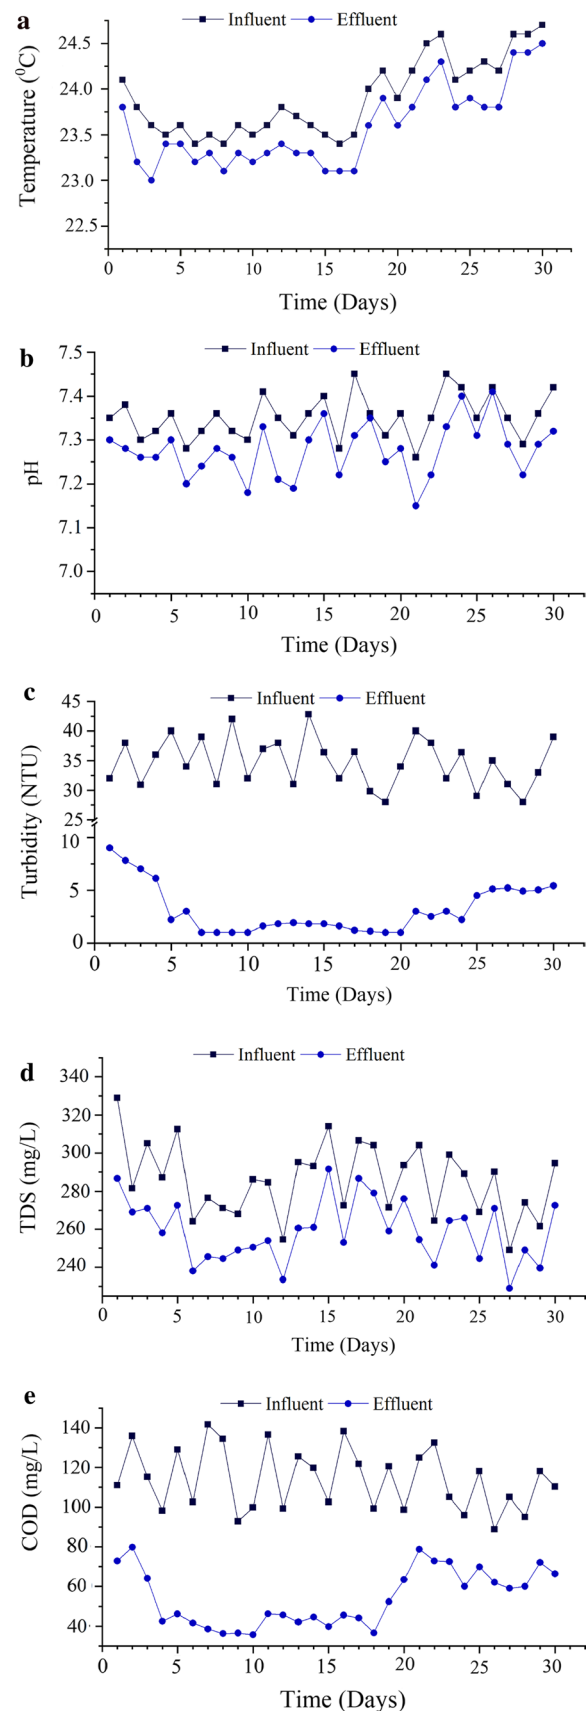 a
Influent Effluent
24.5
24.0
23.5
23.0
22.5
Temperature (⁰C)
0 5 10 15 20 25 30
Time (Days)
b
Influent Effluent
7.5
7.4
7.3
7.2
7.1
7.0
pH
0 5 10 15 20 25 30
Time (Days)
c
Influent Effluent
45
40
35
30
25
10
5
0
Turbidity (NTU)
0 5 10 15 20 25 30
Time (Days)
d
Influent Effluent
340
320
300
280
260
240
TDS (mg/L)
0 5 10 15 20 25 30
Time (Days)
e
Influent Effluent
140
120
100
80
60
40
COD (mg/L)
0 5 10 15 20 25 30
Time (Days)